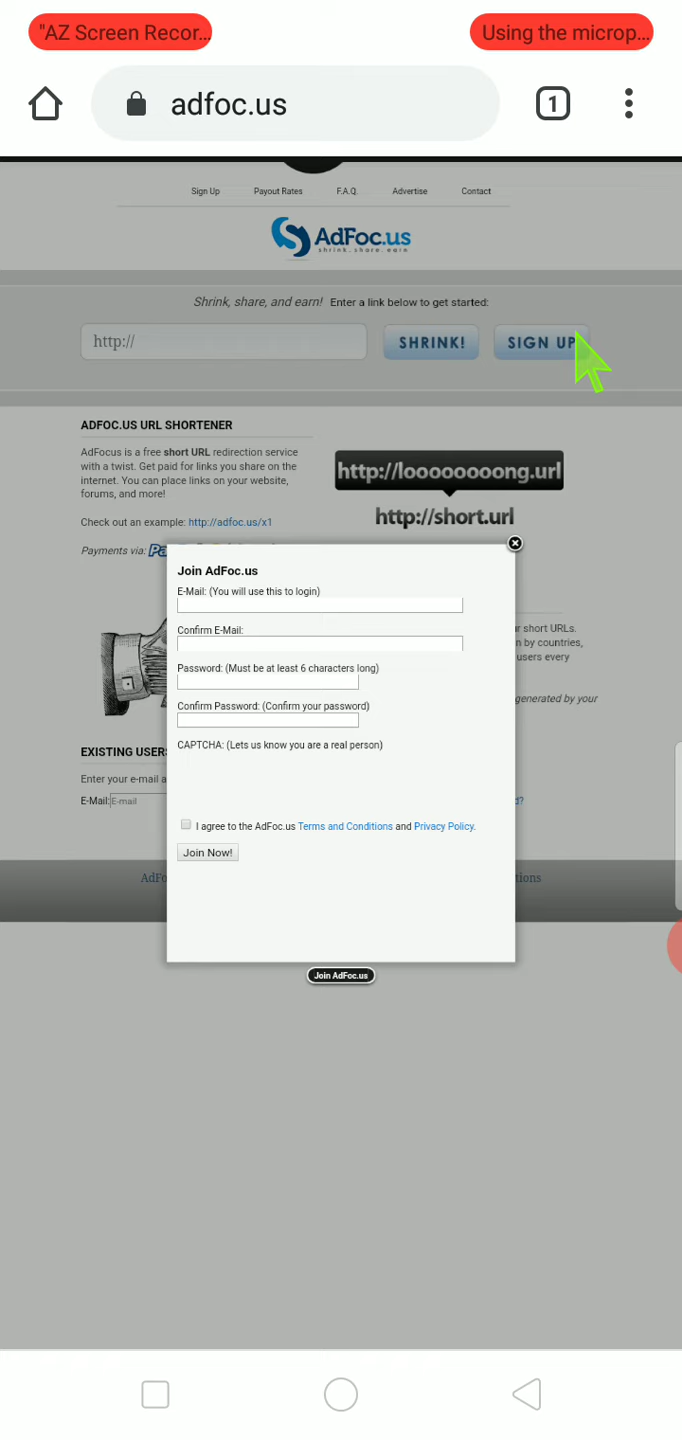 "AZ Screen Recor...
Using the microp...
adfoc.us
1
Sign Up
Payout Rates
F.A.Q.
Advertise
Contact
AdFoc.us
shrink. share. earn
Shrink, share, and earn! Enter a link below to get started:
http://
SHRINK!
SIGN UP
ADFOC.US URL SHORTENER
AdFocus is a free short URL redirection service
with a twist. Get paid for links you share on the
internet. You can place links on your website,
forums, and more!
http://looooooong.url
http://short.url
Check out an example: http://adfoc.us/x1
Payments via: Pa
Join AdFoc.us
E-Mail: (You will use this to login)
Confirm E-Mail:
Password: (Must be at least 6 characters long)
Confirm Password: (Confirm your password)
CAPTCHA: (Lets us know you are a real person)
I agree to the AdFoc.us Terms and Conditions and Privacy Policy.
Join Now!
Join AdFoc.us
r short URLs.
n by countries,
users every
generated by your
EXISTING USERS
Enter your e-mail a
E-Mail:
E-mail
d?
AdFo
tions